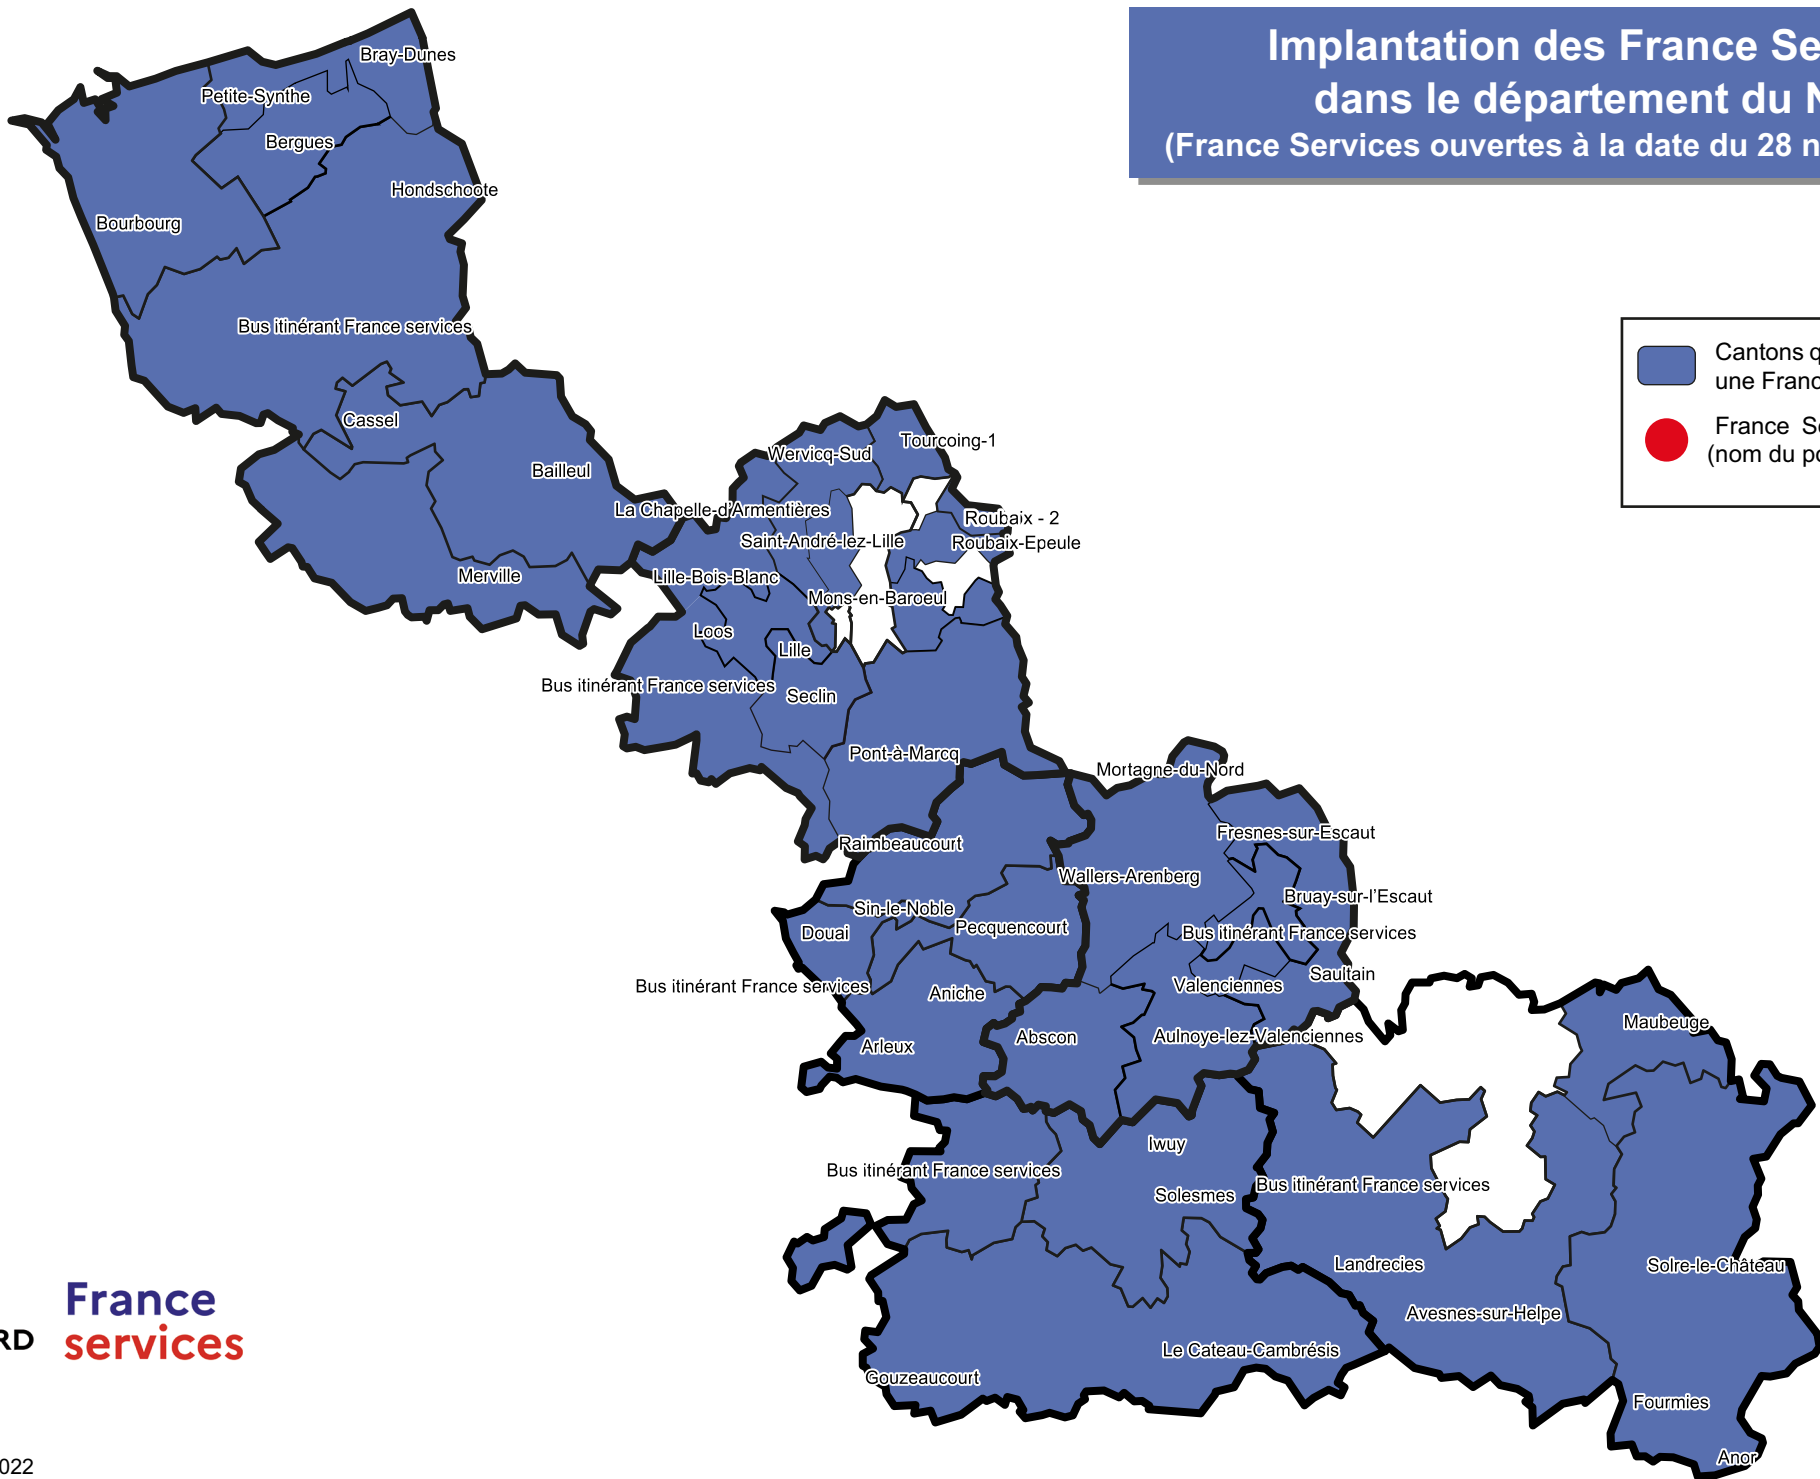 Implantation des France Se
dans le département du N
(France Services ouvertes à la date du 28 n
Cantons q
une Franc
France Se
(nom du po
Bray-Dunes
Petite-Synthe
Bergues
Hondschoote
Bourbourg
Bus itinérant France services
Cassel
Bailleul
Merville
Wervicq-Sud
Tourcoing-1
La Chapelle-d'Armentières
Roubaix - 2
Saint-André-lez-Lille
Roubaix-Epeule
Lille-Bois-Blanc
Mons-en-Baroeul
Loos
Lille
Bus itinérant France services
Seclin
Pont-à-Marcq
Mortagne-du-Nord
Raimbeaucourt
Fresnes-sur-Escaut
Wallers-Arenberg
Bruay-sur-l'Escaut
Sin-le-Noble
Pecquencourt
Douai
Bus itinérant France services
Saultain
Bus itinérant France services
Valenciennes
Aniche
Maubeuge
Abscon
Aulnoye-lez-Valenciennes
Arleux
Iwuy
Bus itinérant France services
Solesmes
Bus itinérant France services
Landrecies
Solre-le-Château
Avesnes-sur-Helpe
Le Cateau-Cambrésis
Gouzeaucourt
Fourmies
Anor
RD
France
services
022